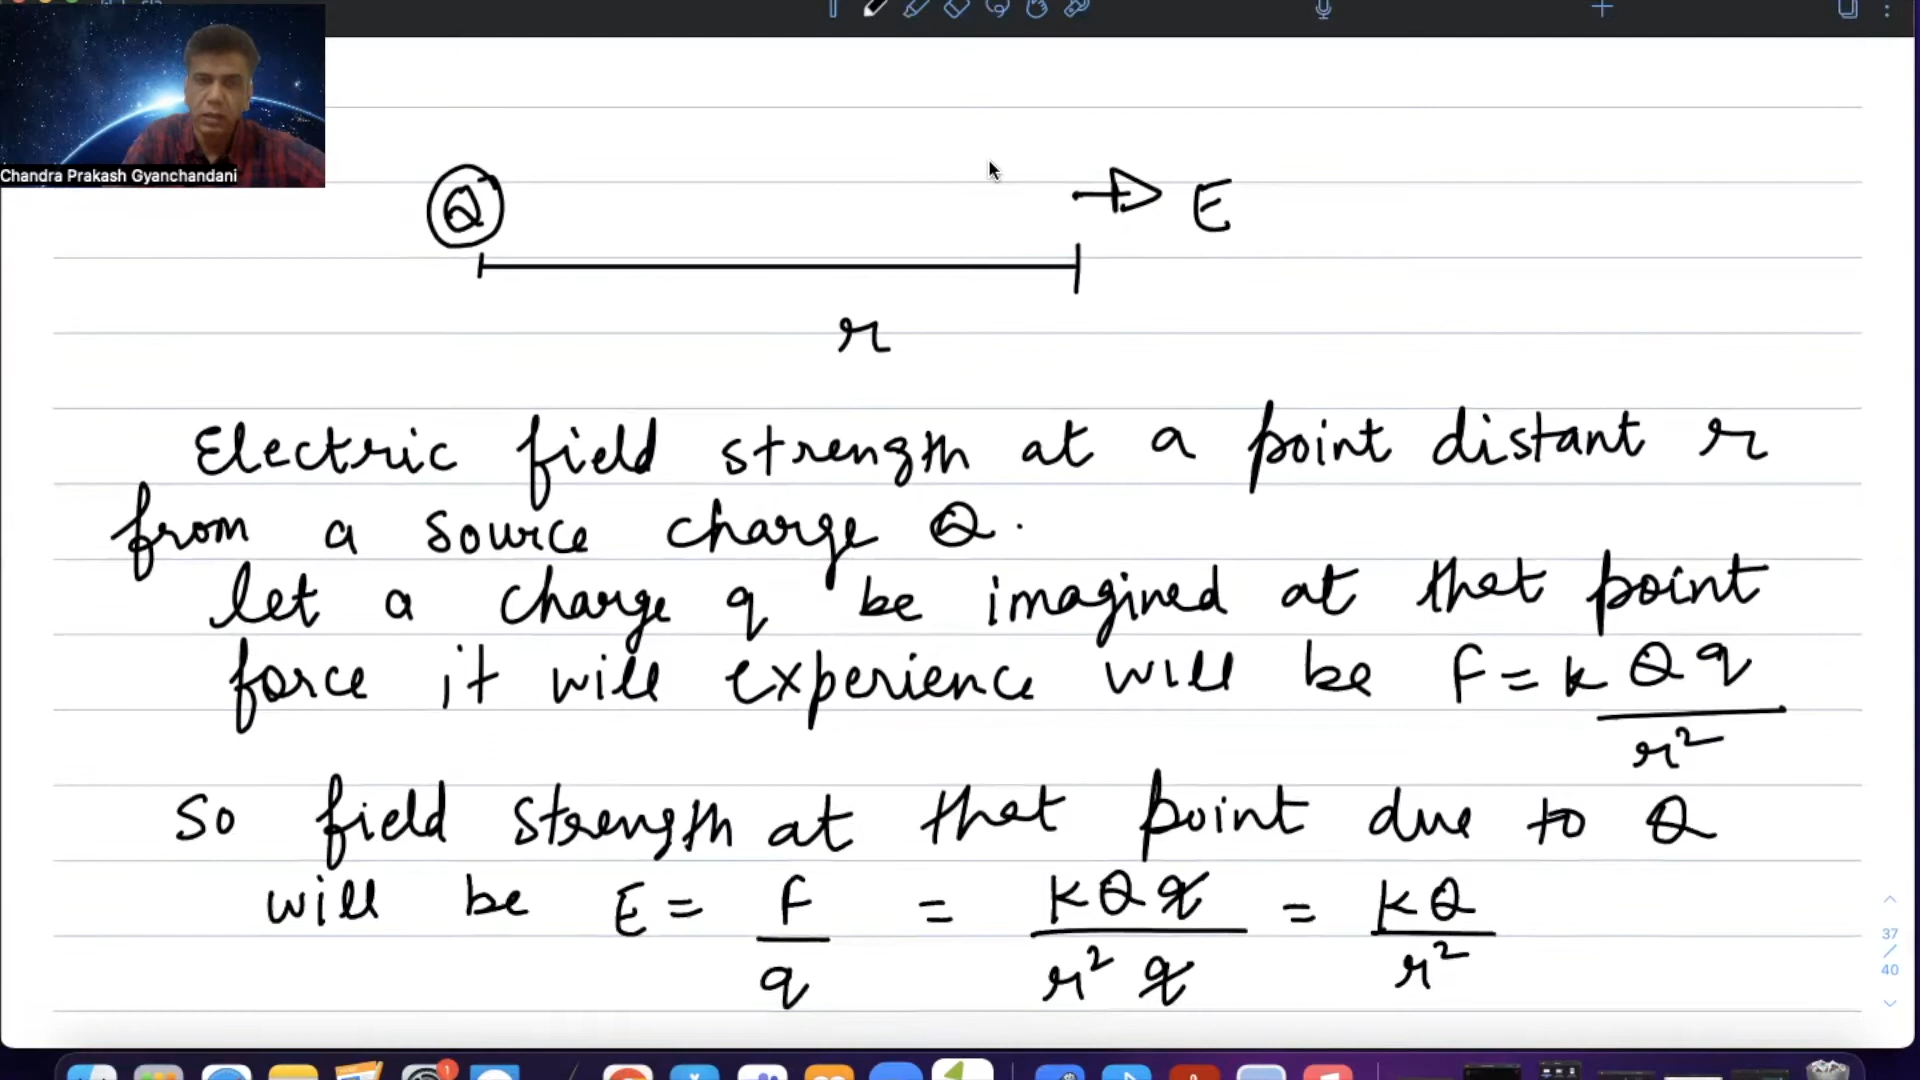 Chandra Prakash Gyanchandani
Q
E
r
Electric field strength at a point distant r
from a source charge Q.
let a charge q be imagined at that point
force it will experience will be F = k Qq/r²
So field strength at that point due to Q
will be E = F/q = kQq/r²q = kQ/r²
37
/
40
1